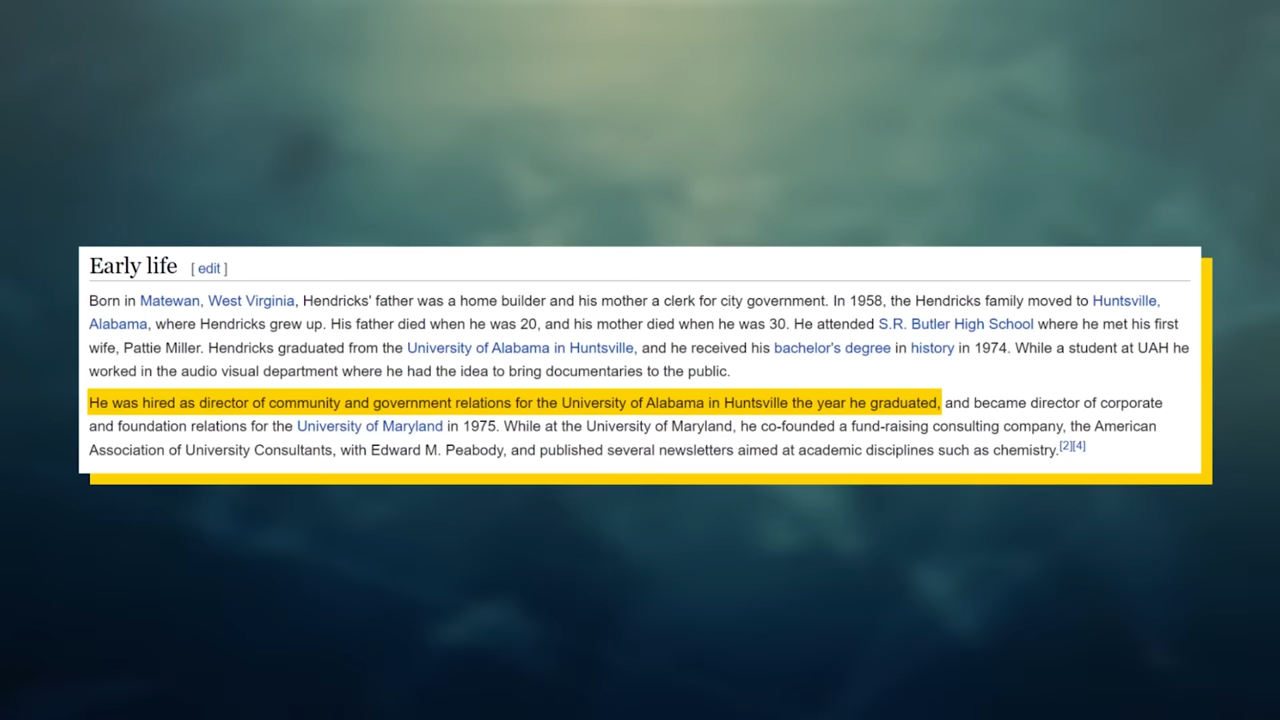 Early life [ edit ]
Born in Matewan, West Virginia, Hendricks' father was a home builder and his mother a clerk for city government. In 1958, the Hendricks family moved to Huntsville,
Alabama, where Hendricks grew up. His father died when he was 20, and his mother died when he was 30. He attended S.R. Butler High School where he met his first
wife, Pattie Miller. Hendricks graduated from the University of Alabama in Huntsville, and he received his bachelor's degree in history in 1974. While a student at UAH he
worked in the audio visual department where he had the idea to bring documentaries to the public.
He was hired as director of community and government relations for the University of Alabama in Huntsville the year he graduated, and became director of corporate
and foundation relations for the University of Maryland in 1975. While at the University of Maryland, he co-founded a fund-raising consulting company, the American
Association of University Consultants, with Edward M. Peabody, and published several newsletters aimed at academic disciplines such as chemistry.[2][4]